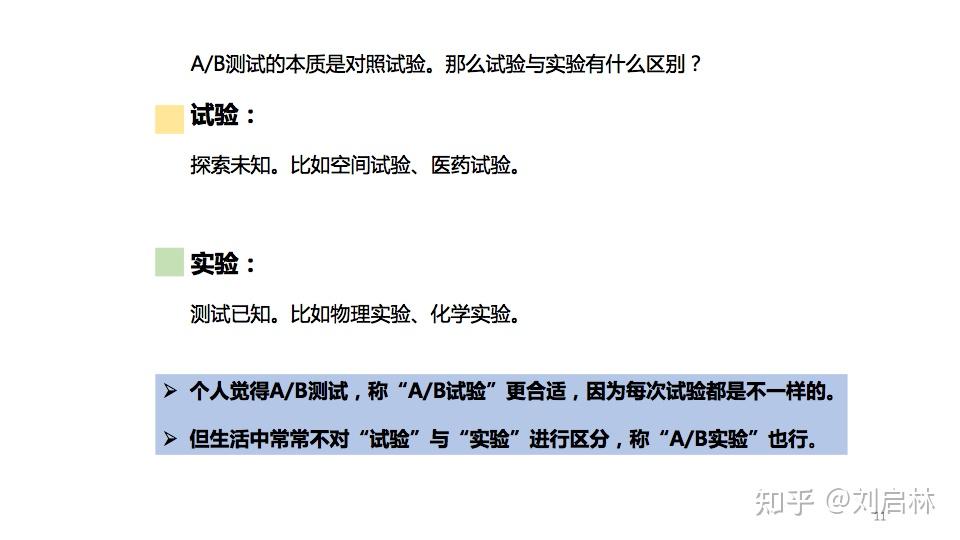 A/B测试的本质是对照试验。那么试验与实验有什么区别？
试验：
探索未知。比如空间试验、医药试验。
实验：
测试已知。比如物理实验、化学实验。
➢ 个人觉得A/B测试，称“A/B试验”更合适，因为每次试验都是不一样的。
➢ 但生活中常常不对“试验”与“实验”进行区分，称“A/B实验”也行。
知乎 @刘启林
11